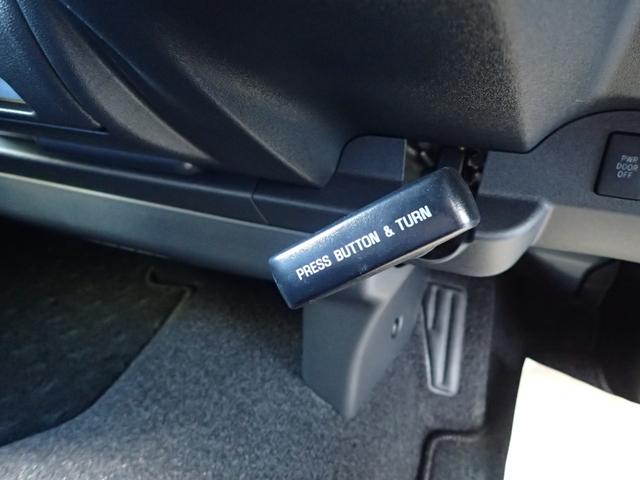 PRESS BUTTON & TURN
PWR
DOOR
OFF